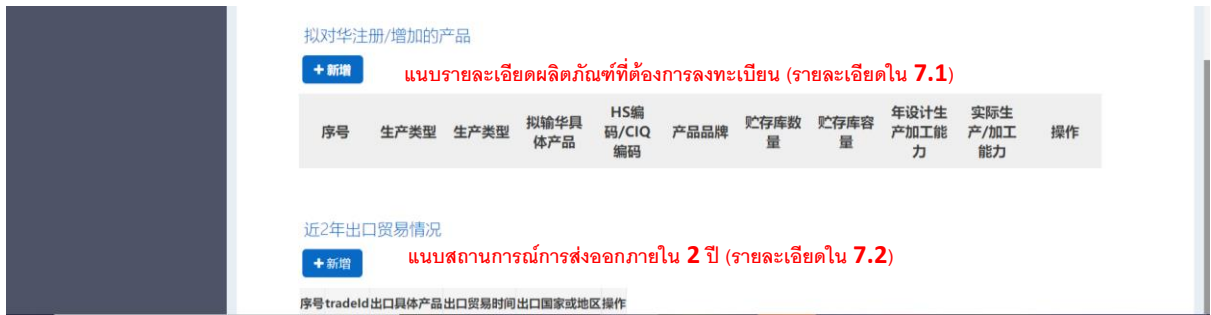 拟对华注册/增加的产品
+ 新增 แนบรายละเอียดผลิตภัณฑ์ที่ต้องการลงทะเบียน (รายละเอียดใน 7.1)
序号 生产类型 生产类型 拟输华具体产品 HS编码/CIQ编码 产品品牌 贮存库数量 贮存库容量 年设计生产加工能力 实际生产/加工能力 操作
近2年出口贸易情况
+ 新增 แนบสถานการณ์การส่งออกภายใน 2 ปี (รายละเอียดใน 7.2)
序号 tradeId 出口具体产品 出口贸易时间 出口国家或地区 操作